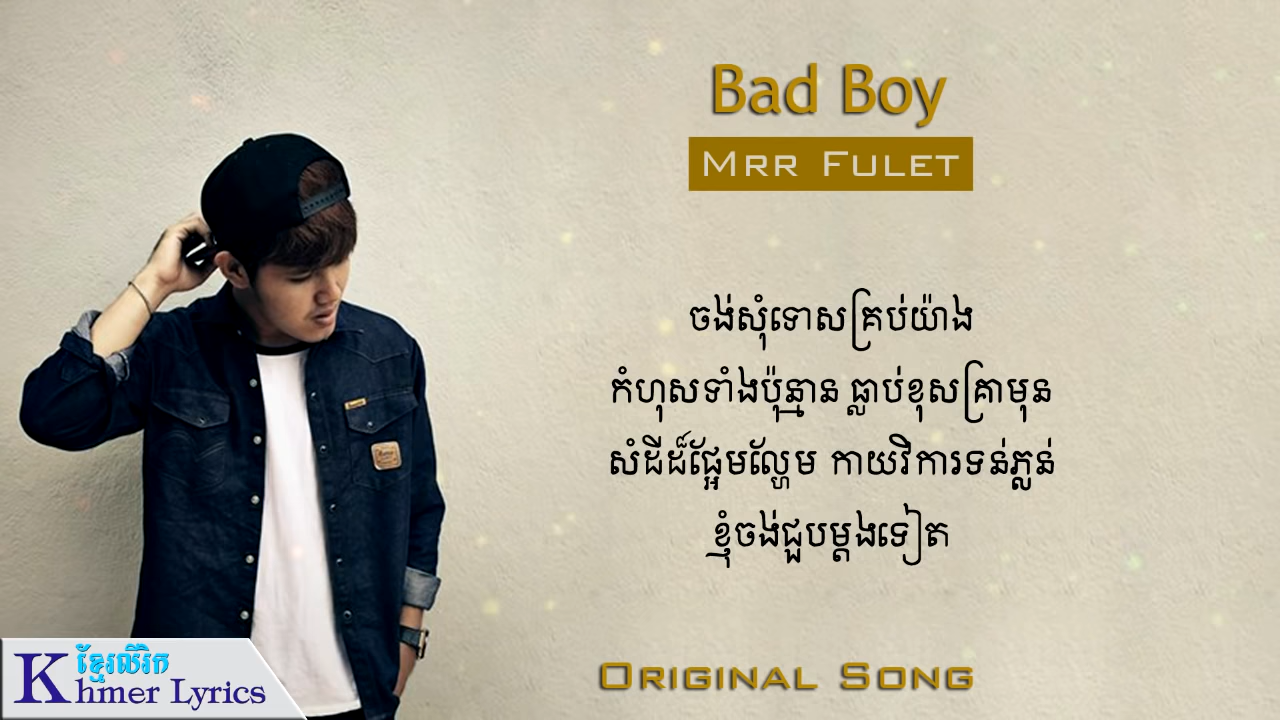 Bad Boy
Mrr Fulet
ចង់សុំទោសគ្រប់យ៉ាង
កំហុសទាំងប៉ុន្មាន ធ្លាប់ខុសគ្រាមុន
សំដីដ៏ផ្អែមល្ហែម កាយវិការទន់ភ្លន់
ខ្ញុំចង់ជួបម្ដងទៀត
Original Song
ខ្មែរលីរិក
Khmer Lyrics